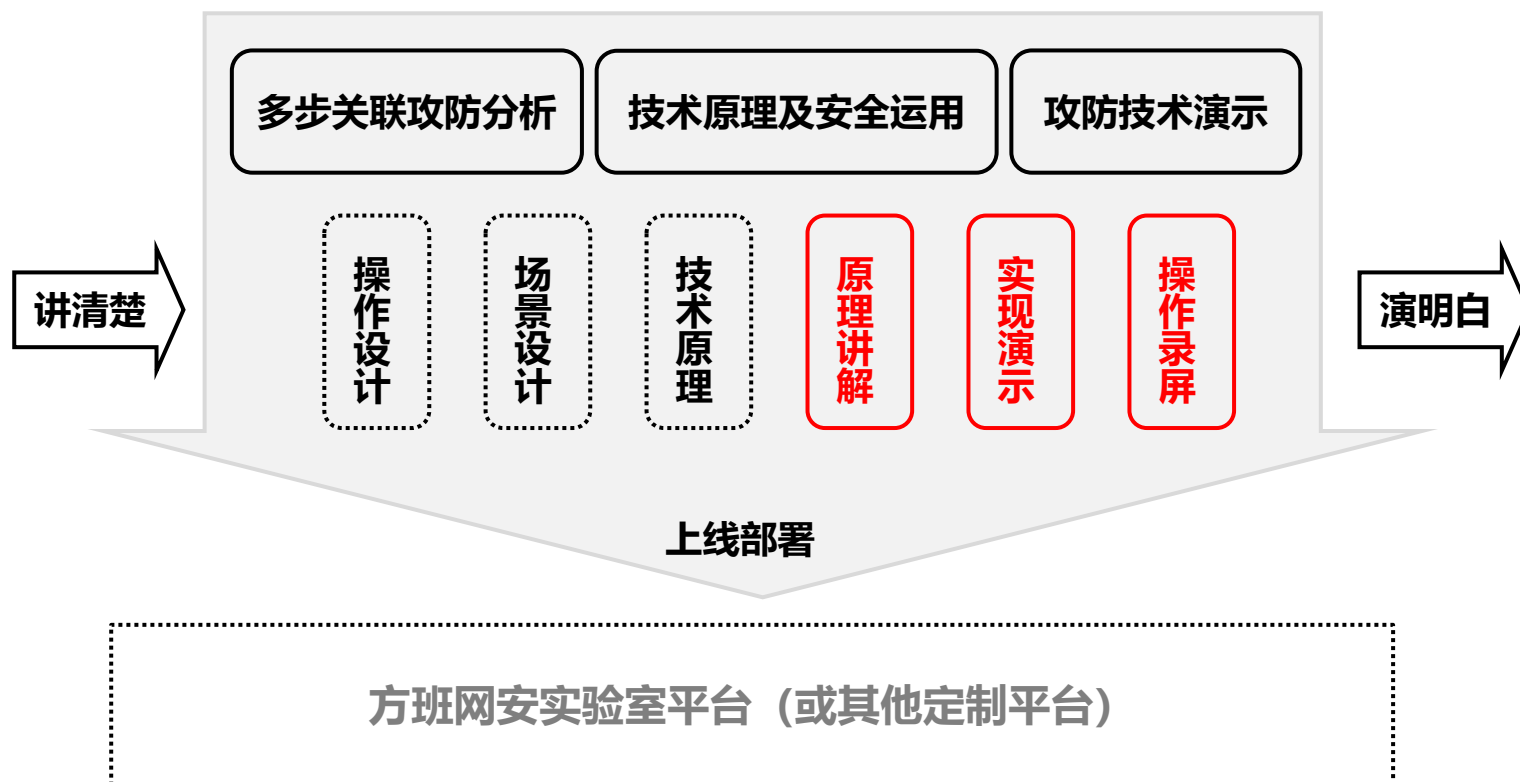 多步关联攻防分析
技术原理及安全运用
攻防技术演示
讲清楚
操作设计
场景设计
技术原理
原理讲解
实现演示
操作录屏
演明白
上线部署
方班网安实验室平台（或其他定制平台）